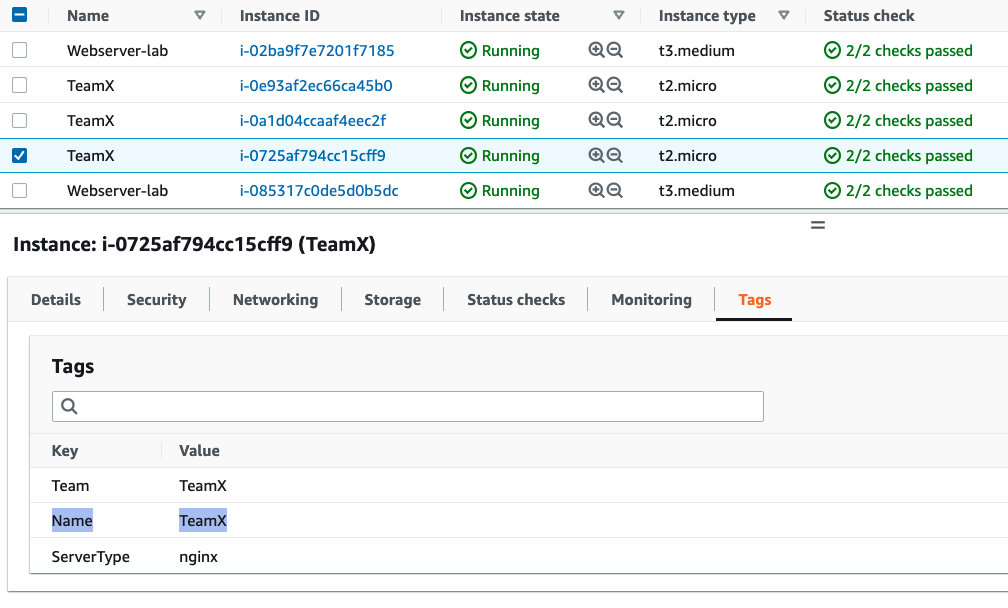 Name Instance ID Instance state Instance type Status check
Webserver-lab i-02ba9f7e7201f7185 Running t3.medium 2/2 checks passed
TeamX i-0e93af2ec66ca45b0 Running t2.micro 2/2 checks passed
TeamX i-0a1d04ccaaf4eec2f Running t2.micro 2/2 checks passed
TeamX i-0725af794cc15cff9 Running t2.micro 2/2 checks passed
Webserver-lab i-085317c0de5d0b5dc Running t3.medium 2/2 checks passed
Instance: i-0725af794cc15cff9 (TeamX)
Details Security Networking Storage Status checks Monitoring Tags
Tags
Key Value
Team TeamX
Name TeamX
ServerType nginx